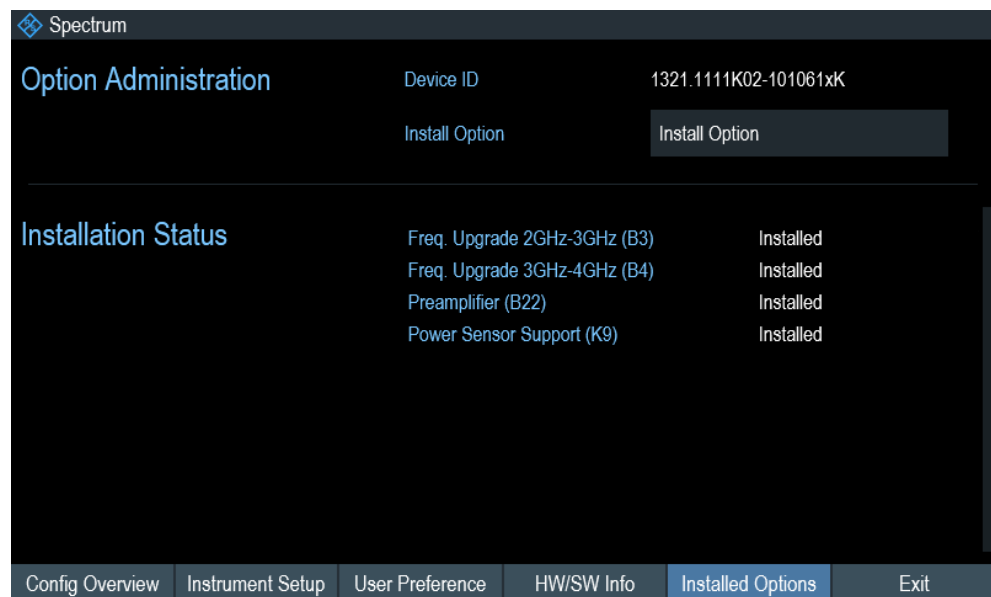 Spectrum
Option Administration
Device ID 1321.1111K02-101061xK
Install Option Install Option
Installation Status
Freq. Upgrade 2GHz-3GHz (B3) Installed
Freq. Upgrade 3GHz-4GHz (B4) Installed
Preamplifier (B22) Installed
Power Sensor Support (K9) Installed
Config Overview Instrument Setup User Preference HW/SW Info Installed Options Exit